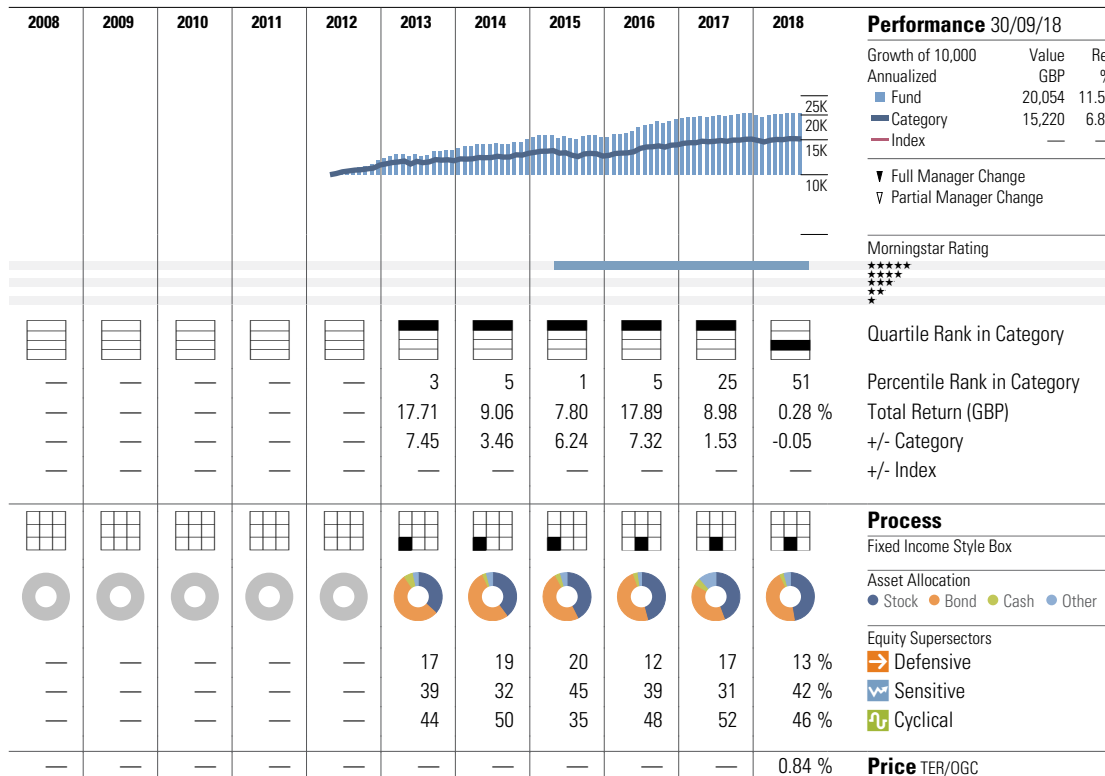 2008 2009 2010 2011 2012 2013 2014 2015 2016 2017 2018 Performance 30/09/18
Growth of 10,000 Value Re
Annualized GBP %
Fund 20,054 11.5
Category 15,220 6.8
Index — —
25K
20K
15K
10K
▼ Full Manager Change
▽ Partial Manager Change
Morningstar Rating
★★★★★
★★★★
★★★
★★
★
Quartile Rank in Category
— — — — — 3 5 1 5 25 51 Percentile Rank in Category
— — — — — 17.71 9.06 7.80 17.89 8.98 0.28 % Total Return (GBP)
— — — — — 7.45 3.46 6.24 7.32 1.53 -0.05 +/- Category
— — — — — — — — — — — +/- Index
Process
Fixed Income Style Box
Asset Allocation
Stock Bond Cash Other
Equity Supersectors
— — — — — 17 19 20 12 17 13 % Defensive
— — — — — 39 32 45 39 31 42 % Sensitive
— — — — — 44 50 35 48 52 46 % Cyclical
— — — — — — — — — — 0.84 % Price TER/OGC